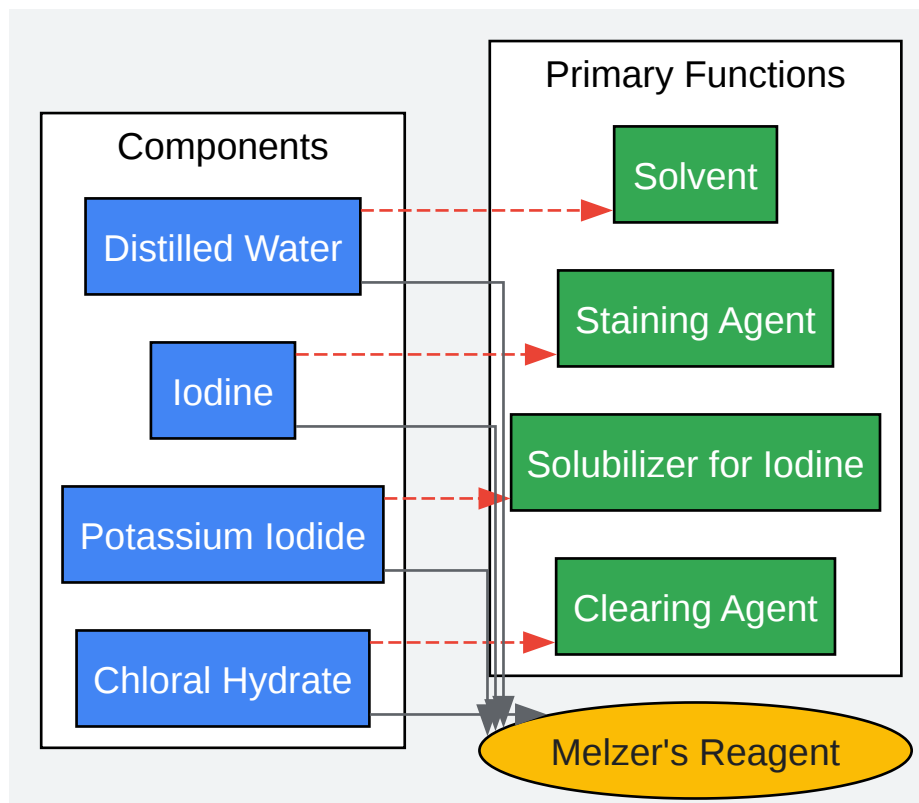 Primary Functions
Components
Solvent
Distilled Water
Staining Agent
Iodine
Solubilizer for Iodine
Potassium Iodide
Clearing Agent
Chloral Hydrate
Melzer's Reagent